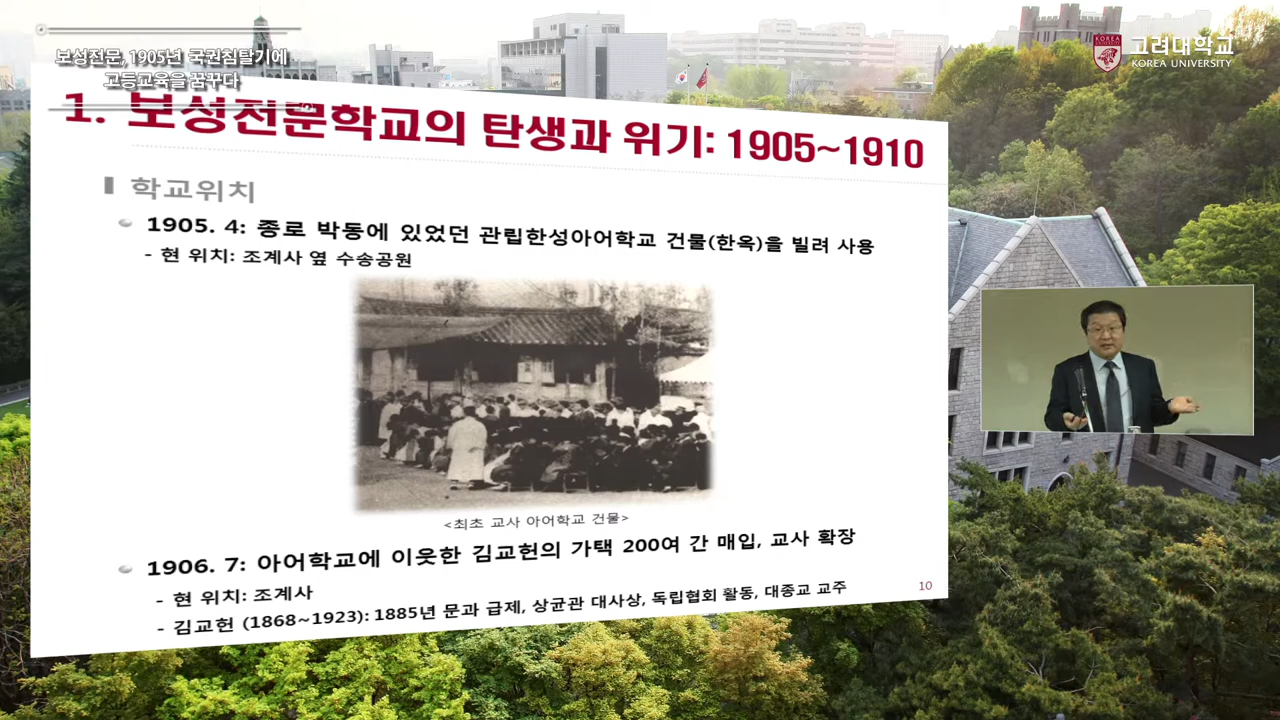 보성전문, 1905년 국권침탈기에
고등교육을 꿈꾸다
고려대학교
KOREA UNIVERSITY
1. 보성전문학교의 탄생과 위기: 1905~1910
학교위치
1905. 4: 종로 박동에 있었던 관립한성아어학교 건물(한옥)을 빌려 사용
- 현 위치: 조계사 옆 수송공원
<최초 교사 아어학교 건물>
1906. 7: 아어학교에 이웃한 김교헌의 가택 200여 간 매입, 교사 확장
- 현 위치: 조계사
- 김교헌 (1868~1923): 1885년 문과 급제, 상균관 대사상, 독립협회 활동, 대종교 교주
10